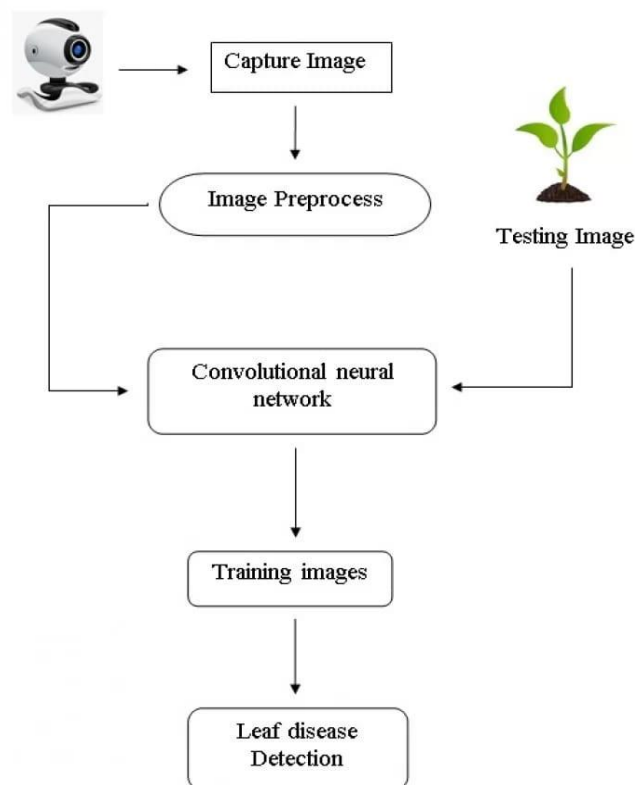 Capture Image
Image Preprocess
Testing Image
Convolutional neural
network
Training images
Leaf disease
Detection